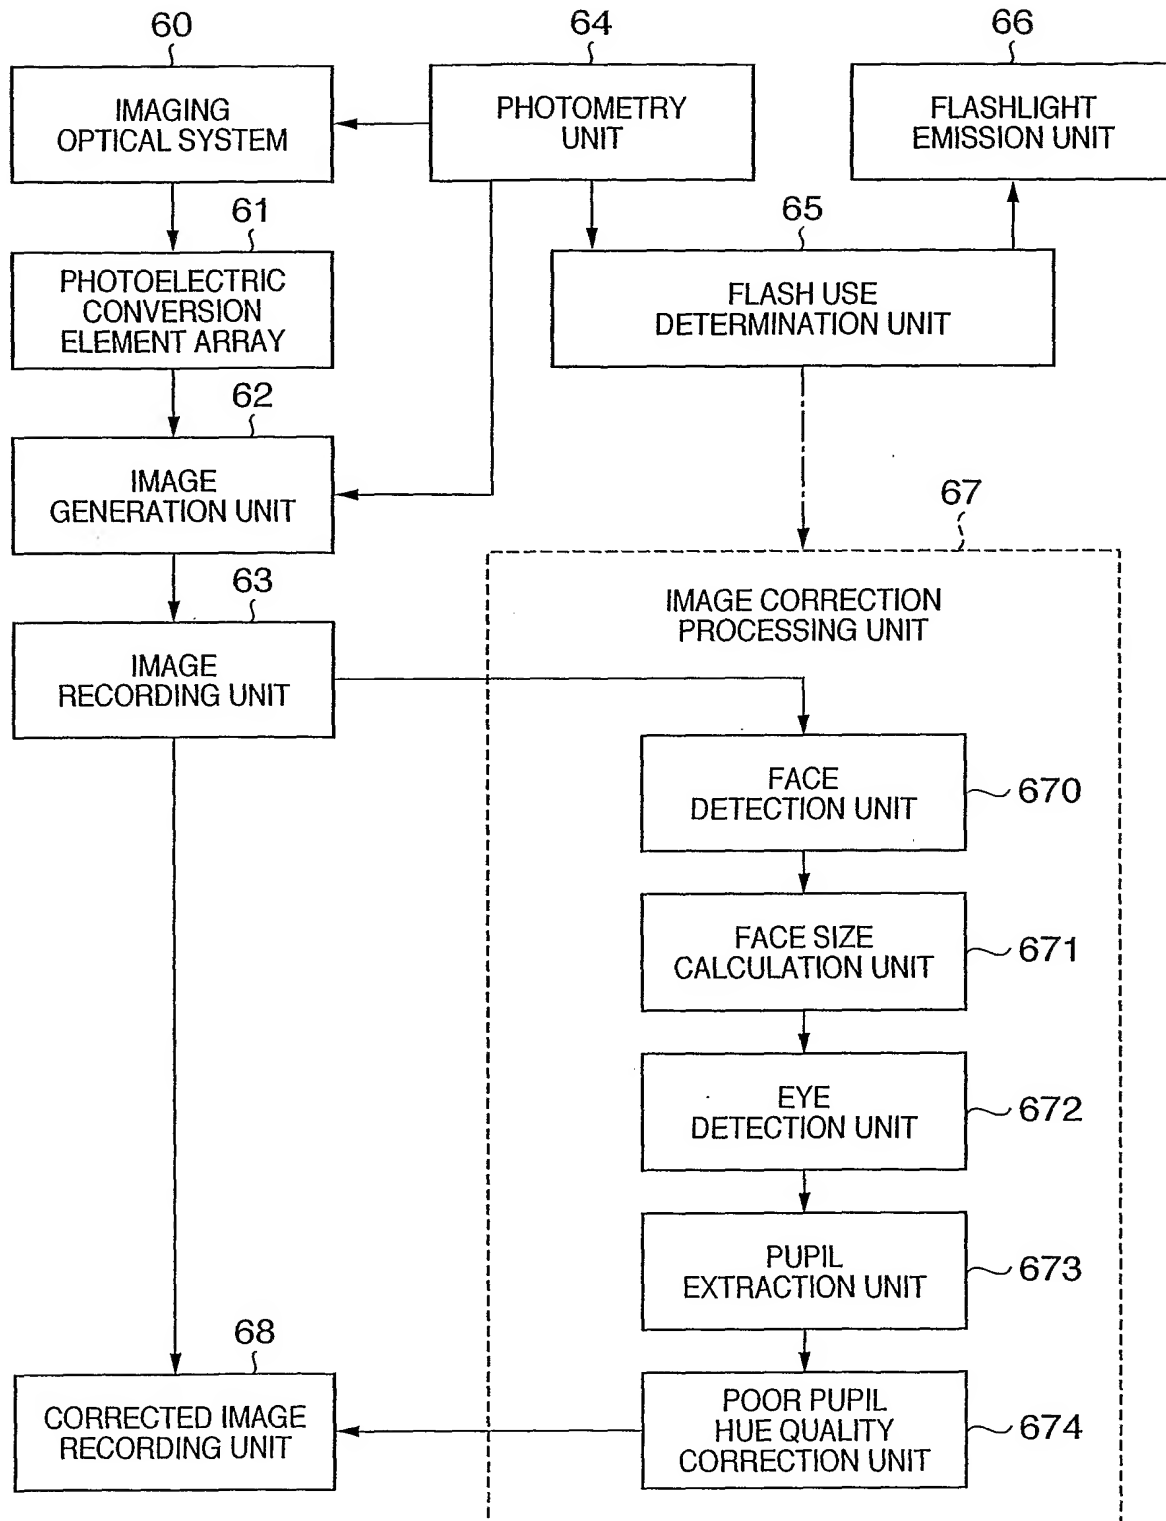 60
IMAGING
OPTICAL SYSTEM
64
PHOTOMETRY
UNIT
66
FLASHLIGHT
EMISSION UNIT
61
PHOTOELECTRIC
CONVERSION
ELEMENT ARRAY
65
FLASH USE
DETERMINATION UNIT
62
IMAGE
GENERATION UNIT
63
IMAGE
RECORDING UNIT
67
IMAGE CORRECTION
PROCESSING UNIT
FACE
DETECTION UNIT
670
FACE SIZE
CALCULATION UNIT
671
EYE
DETECTION UNIT
672
PUPIL
EXTRACTION UNIT
673
POOR PUPIL
HUE QUALITY
CORRECTION UNIT
674
68
CORRECTED IMAGE
RECORDING UNIT